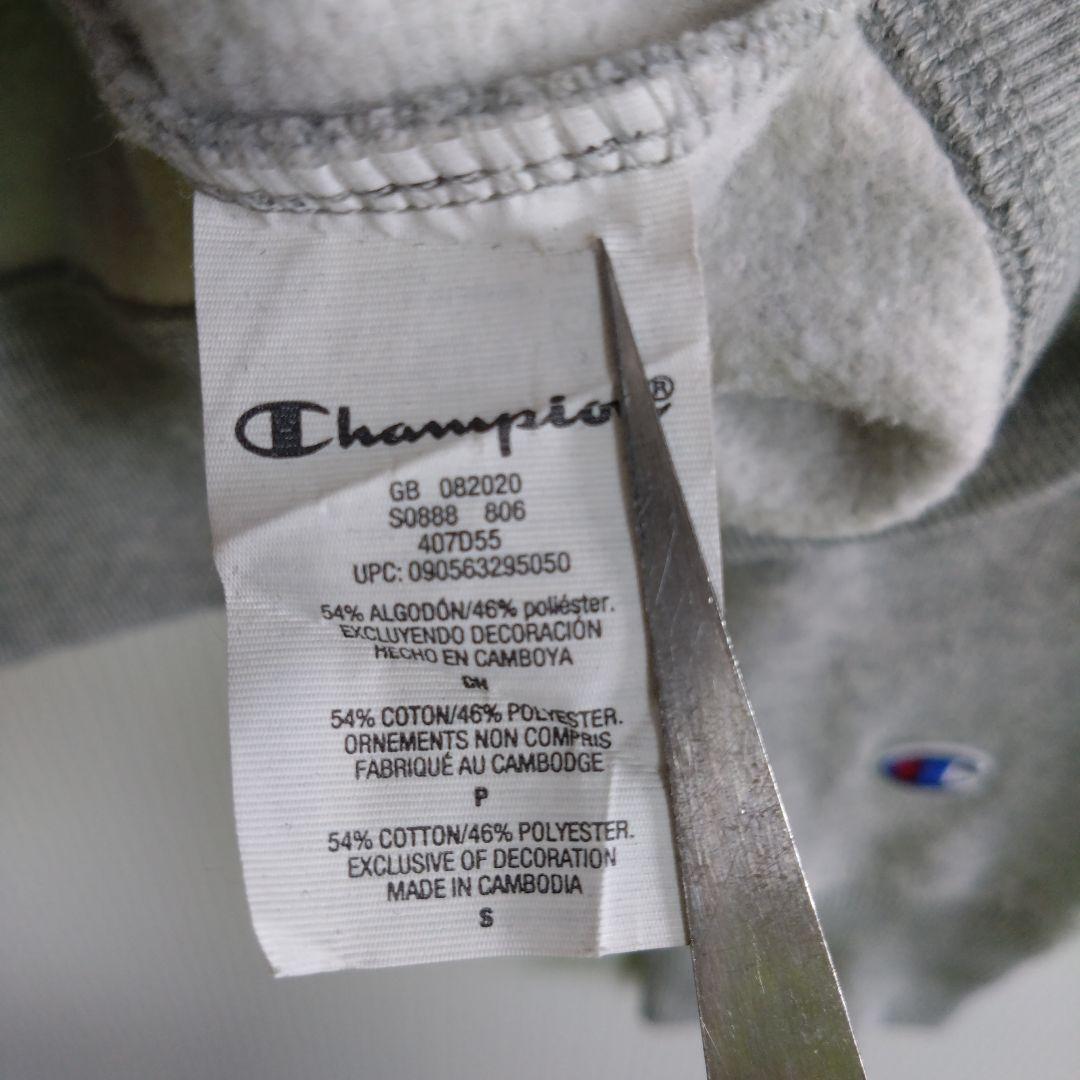 Champion®
GB 082020
S0888 806
407D55
UPC: 090563295050
54% ALGODÓN/46% poliéster.
EXCLUYENDO DECORACIÓN
HECHO EN CAMBOYA
CH
54% COTON/46% POLYESTER.
ORNEMENTS NON COMPRIS
FABRIQUÉ AU CAMBODGE
P
54% COTTON/46% POLYESTER.
EXCLUSIVE OF DECORATION
MADE IN CAMBODIA
S